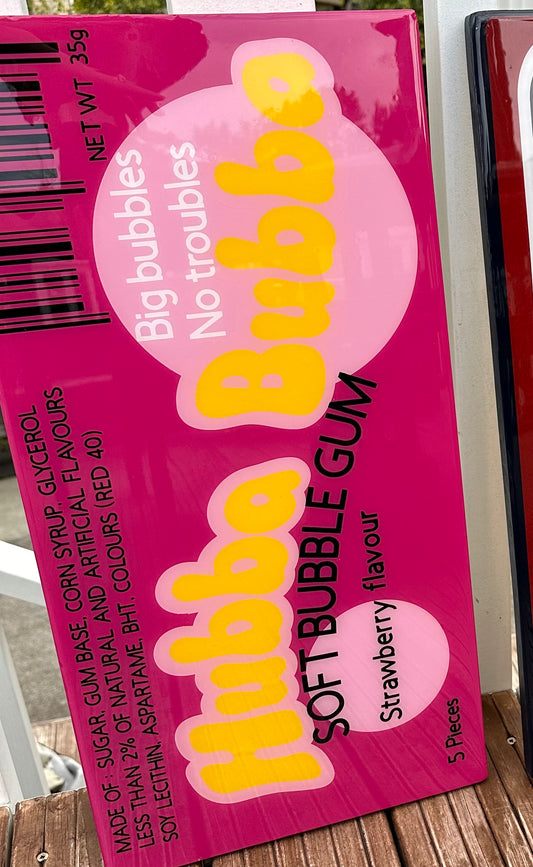 Hubba Bubba
Big bubbles
No troubles
SOFT BUBBLE GUM
Strawberry flavour
5 Pieces
NET WT 35g
MADE OF : SUGAR, GUM BASE, CORN SYRUP, GLYCEROL
LESS THAN 2% OF NATURAL AND ARTIFICIAL FLAVOURS
SOY LECITHIN, ASPARTAME, BHT, COLOURS (RED 40)